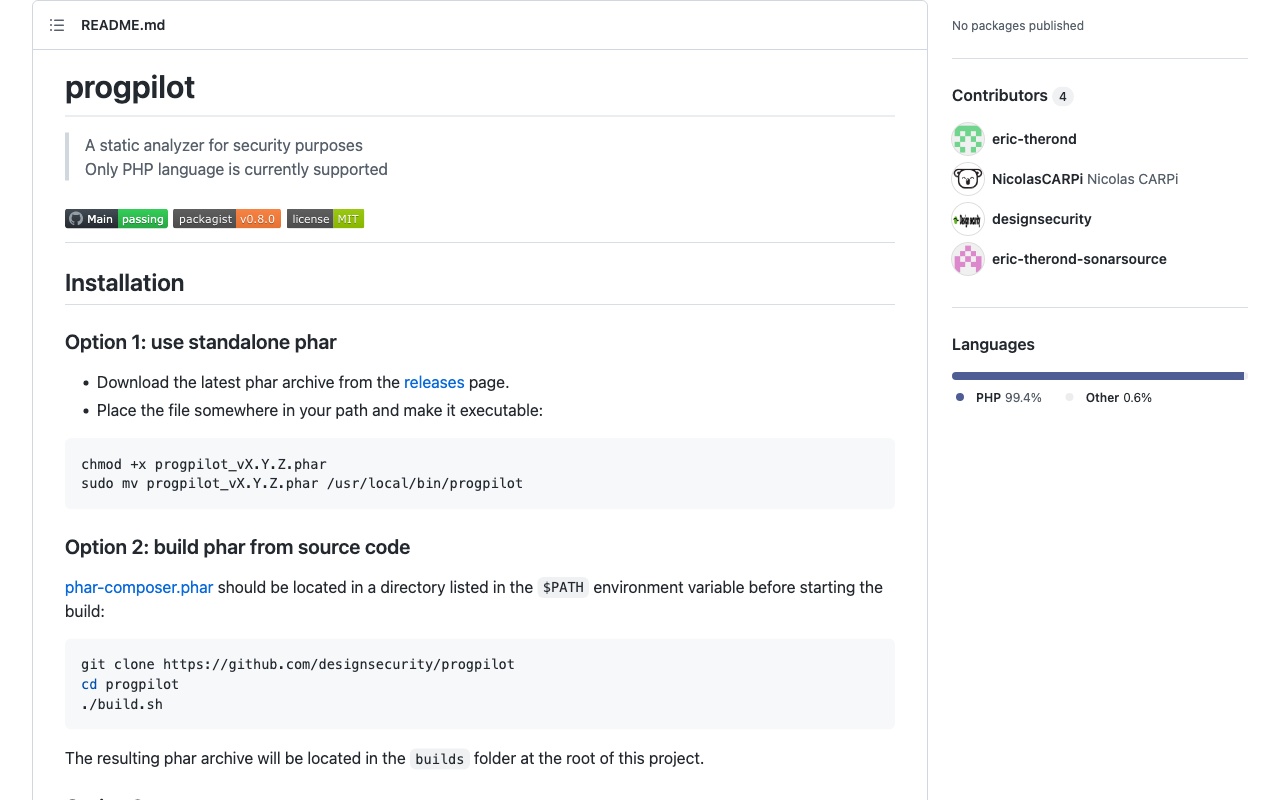 README.md
progpilot
A static analyzer for security purposes
Only PHP language is currently supported
Main passing packagist v0.8.0 license MIT
Installation
Option 1: use standalone phar
• Download the latest phar archive from the releases page.
• Place the file somewhere in your path and make it executable:
chmod +x progpilot_vX.Y.Z.phar
sudo mv progpilot_vX.Y.Z.phar /usr/local/bin/progpilot
Option 2: build phar from source code
phar-composer.phar should be located in a directory listed in the $PATH environment variable before starting the
build:
git clone https://github.com/designsecurity/progpilot
cd progpilot
./build.sh
The resulting phar archive will be located in the builds folder at the root of this project.
No packages published
Contributors 4
eric-therond
NicolasCARPi Nicolas CARPi
designsecurity
eric-therond-sonarsource
Languages
PHP 99.4% Other 0.6%